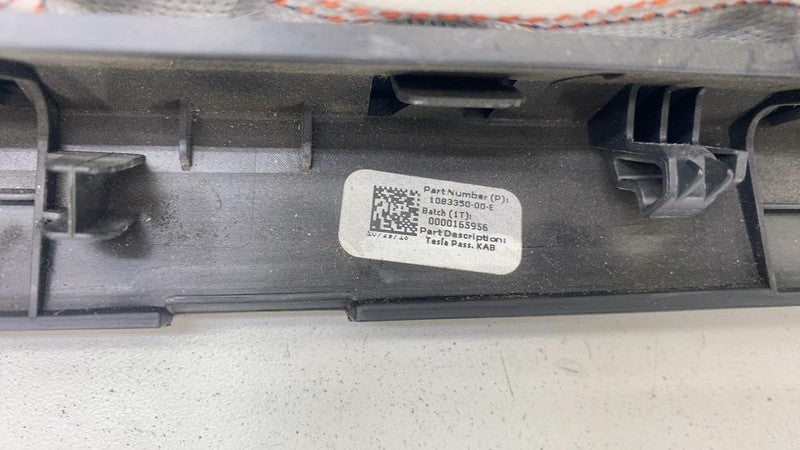 Part Number (P):
1083350-00-E
Batch (1T):
0000165956
Part Description:
Tesla Pass. KAB